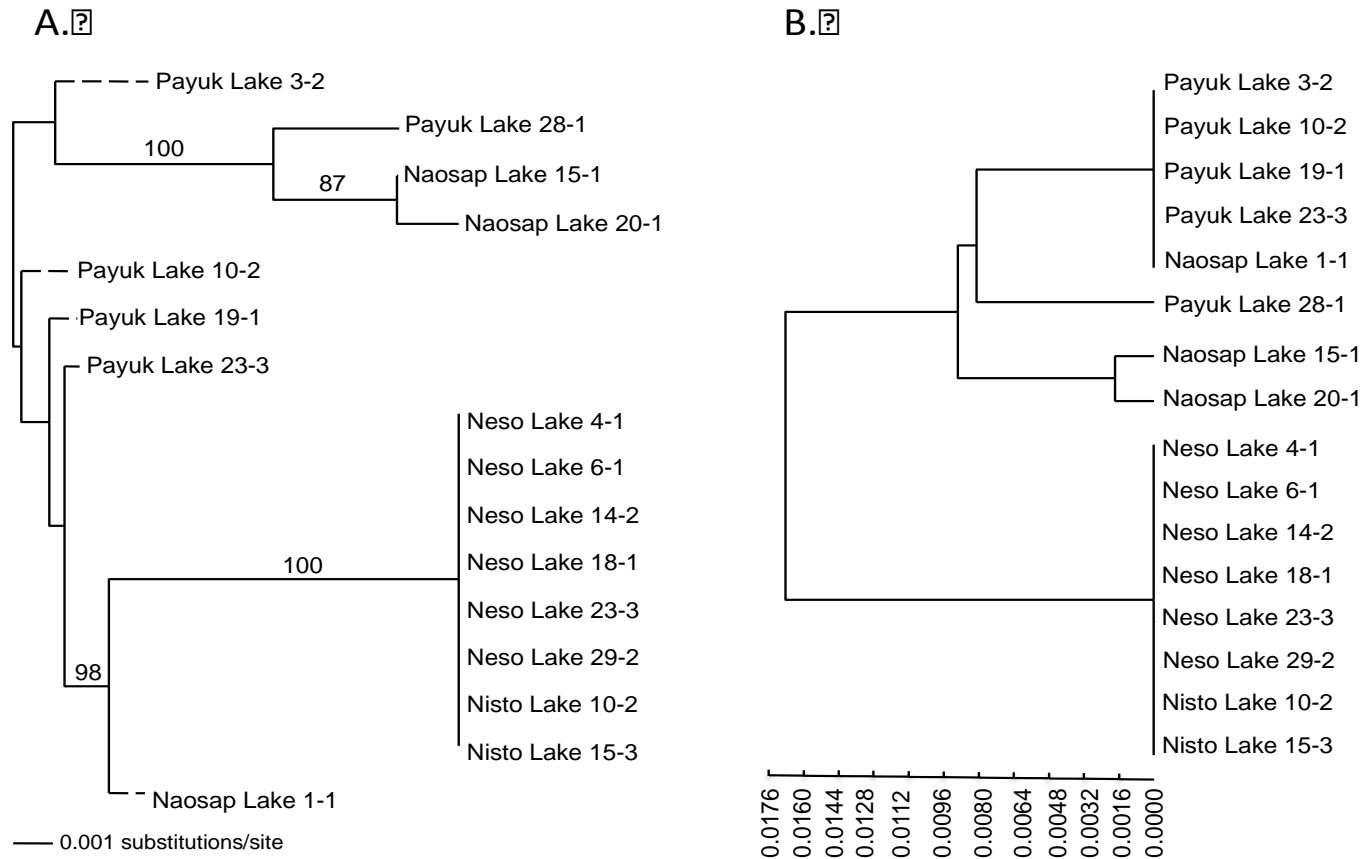 A.⍰
Payuk Lake 3-2
Payuk Lake 28-1
100
Naosap Lake 15-1
87
Naosap Lake 20-1
Payuk Lake 10-2
Payuk Lake 19-1
Payuk Lake 23-3
Neso Lake 4-1
Neso Lake 6-1
Neso Lake 14-2
Neso Lake 18-1
100
Neso Lake 23-3
Neso Lake 29-2
98
Nisto Lake 10-2
Nisto Lake 15-3
Naosap Lake 1-1
0.001 substitutions/site
B.⍰
Payuk Lake 3-2
Payuk Lake 10-2
Payuk Lake 19-1
Payuk Lake 23-3
Naosap Lake 1-1
Payuk Lake 28-1
Naosap Lake 15-1
Naosap Lake 20-1
Neso Lake 4-1
Neso Lake 6-1
Neso Lake 14-2
Neso Lake 18-1
Neso Lake 23-3
Neso Lake 29-2
Nisto Lake 10-2
Nisto Lake 15-3
0.0176
0.0160
0.0144
0.0128
0.0112
0.0096
0.0080
0.0064
0.0048
0.0032
0.0016
0.0000